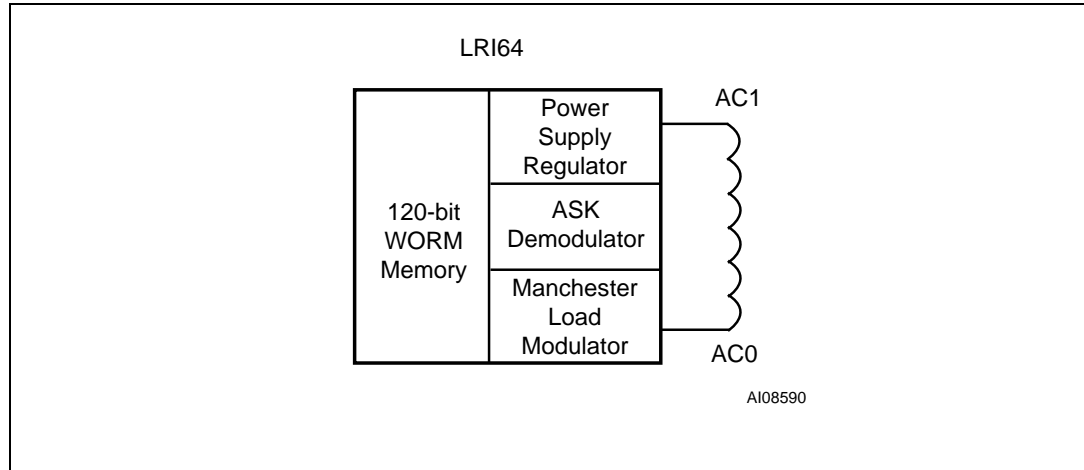 LRI64
AC1
Power
Supply
Regulator
120-bit
WORM
Memory
ASK
Demodulator
Manchester
Load
Modulator
AC0
AI08590